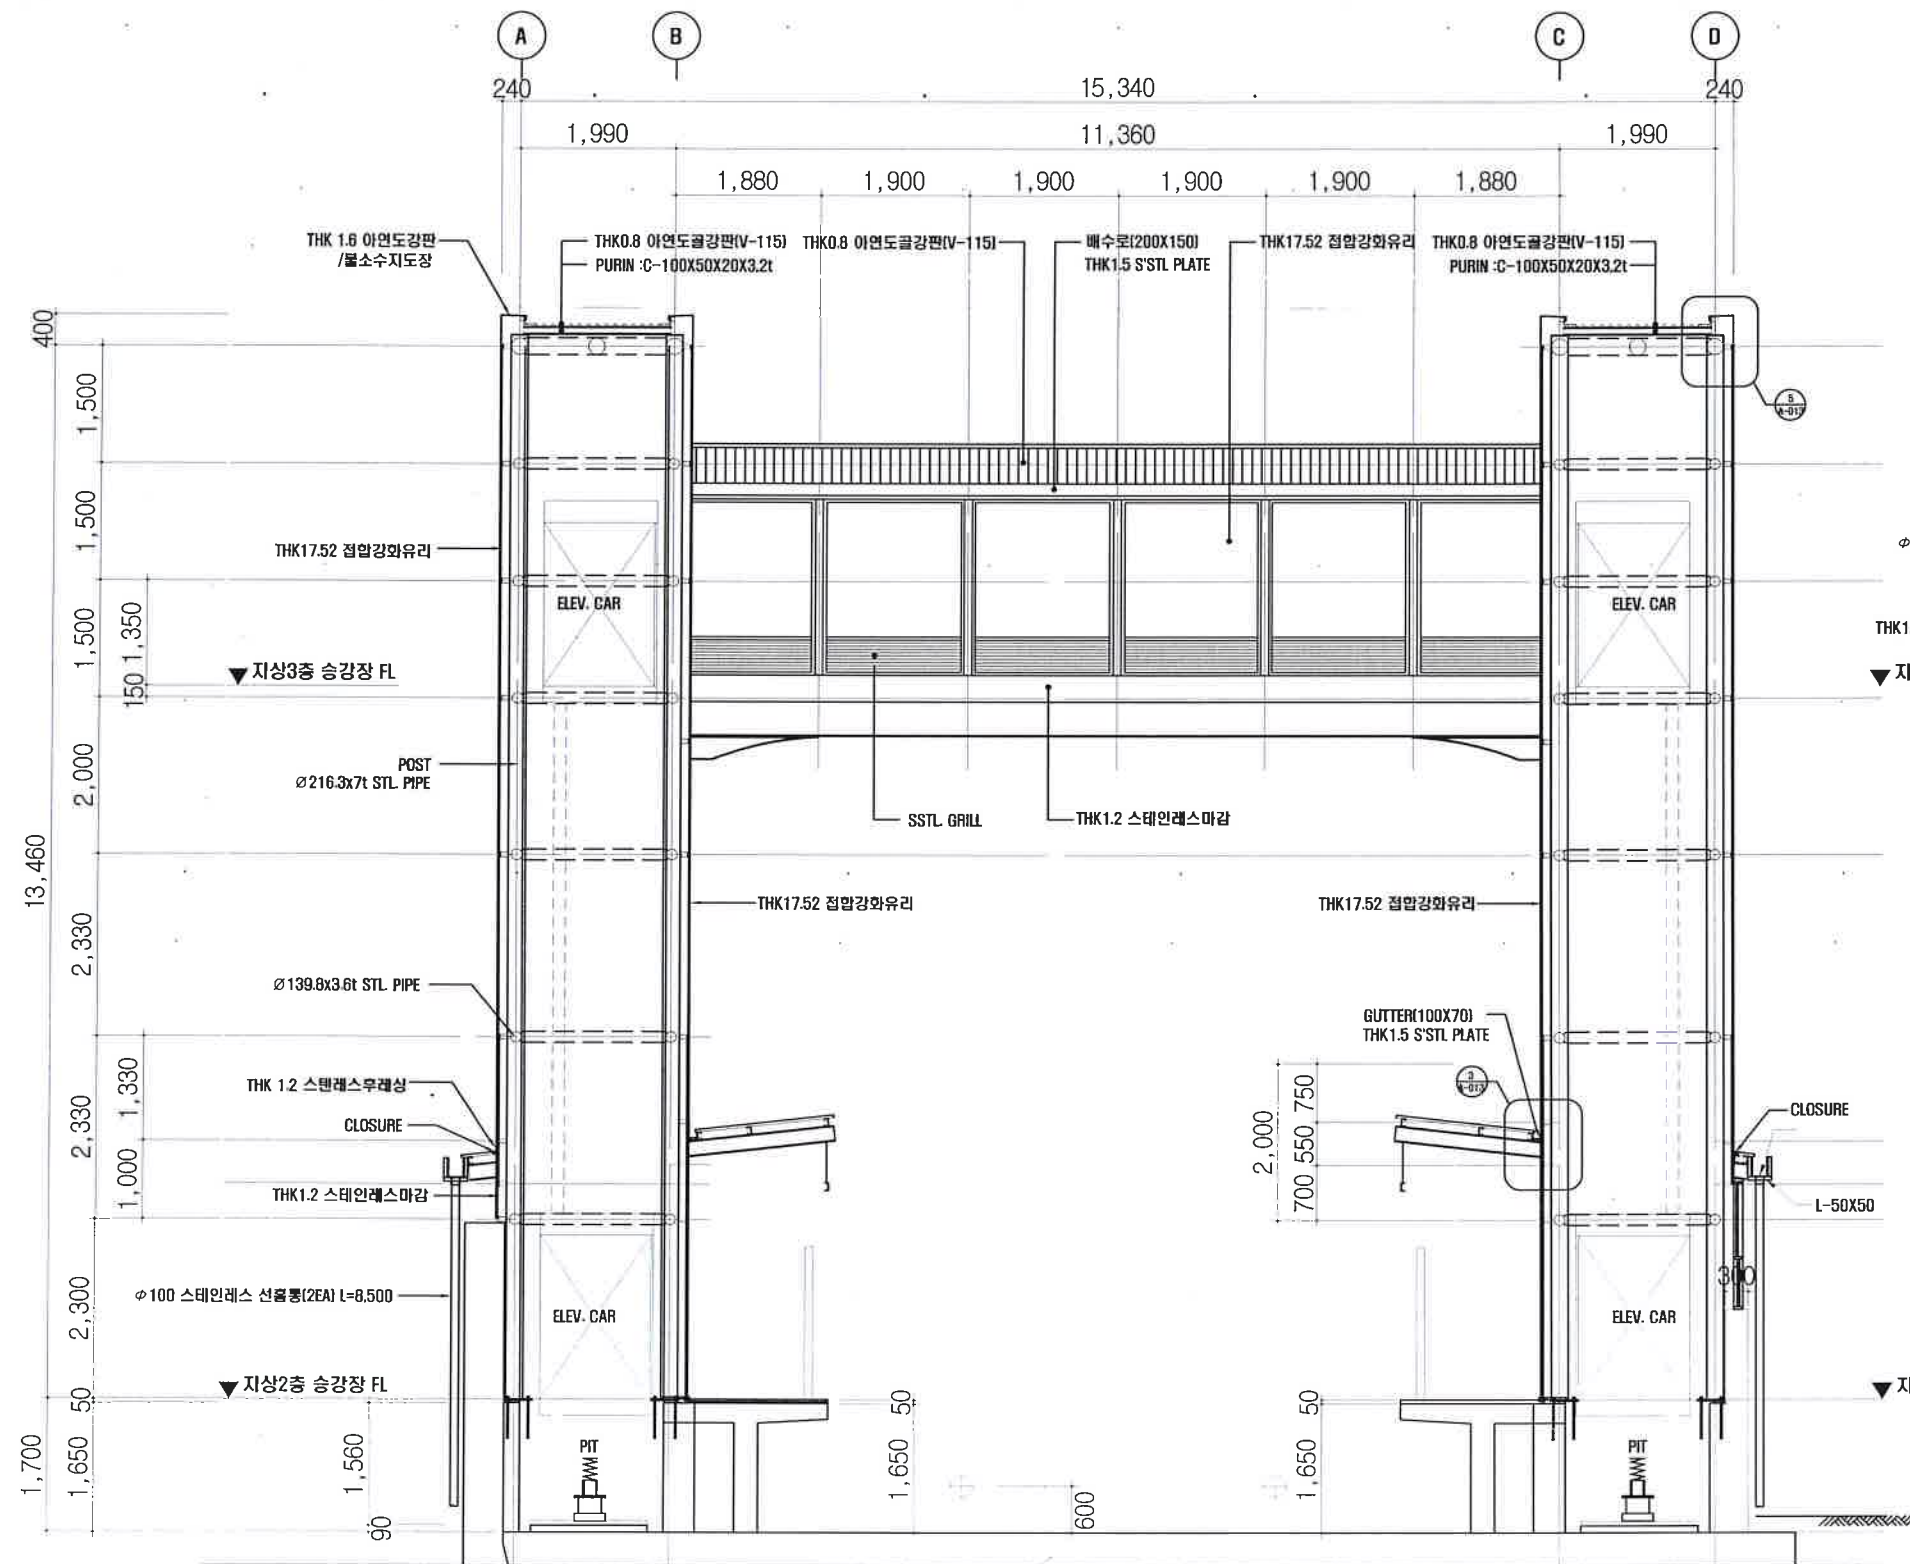 A
B
C
D
240
15,340
240
1,990
11,360
1,990
1,880
1,900
1,900
1,900
1,900
1,880
THK 1.6 아연도강판
/불소수지도장
THK0.8 아연도골강판(V-115)
PURIN :C-100X50X20X3.2t
THK0.8 아연도골강판(V-115)
배수로(200X150)
THK1.5 S'STL PLATE
THK17.52 접합강화유리
THK0.8 아연도골강판(V-115)
PURIN :C-100X50X20X3.2t
400
1,500
5
A-013
1,500
THK17.52 접합강화유리
ELEV. CAR
ELEV. CAR
1,500
1,350
150
THK1.
지상3층 승강장 FL
지
POST
Ø216.3x7t STL. PIPE
2,000
SSTL. GRILL
THK1.2 스테인레스마감
13,460
THK17.52 접합강화유리
THK17.52 접합강화유리
2,330
Ø139.8x3.6t STL. PIPE
GUTTER(100X70)
THK1.5 S'STL PLATE
THK 1.2 스텐레스후레싱
CLOSURE
2,330
1,330
1,000
3
A-013
2,000
750
550
700
CLOSURE
THK1.2 스테인레스마감
L-50X50
300
φ100 스테인레스 선홈통(2EA) L=8,500
ELEV. CAR
ELEV. CAR
2,300
지상2층 승강장 FL
지
50
50
50
1,700
1,650
1,560
90
PIT
1,650
600
1,650
PIT
φ